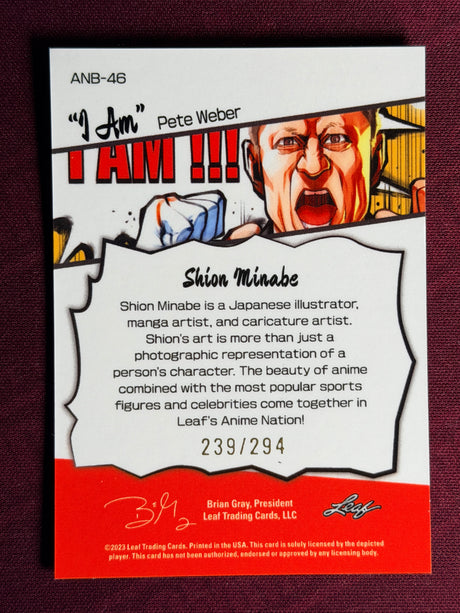 ANB-46
"I Am" Pete Weber
I AM !!!
Shion Minabe
Shion Minabe is a Japanese illustrator,
manga artist, and caricature artist.
Shion's art is more than just a
photographic representation of a
person's character. The beauty of anime
combined with the most popular sports
figures and celebrities come together in
Leaf's Anime Nation!
239/294
Brian Gray, President
Leaf Trading Cards, LLC
Leaf
©2023 Leaf Trading Cards. Printed in the USA. This card is solely licensed by the depicted
player. This card has not been authorized, endorsed or approved by any licensing body.